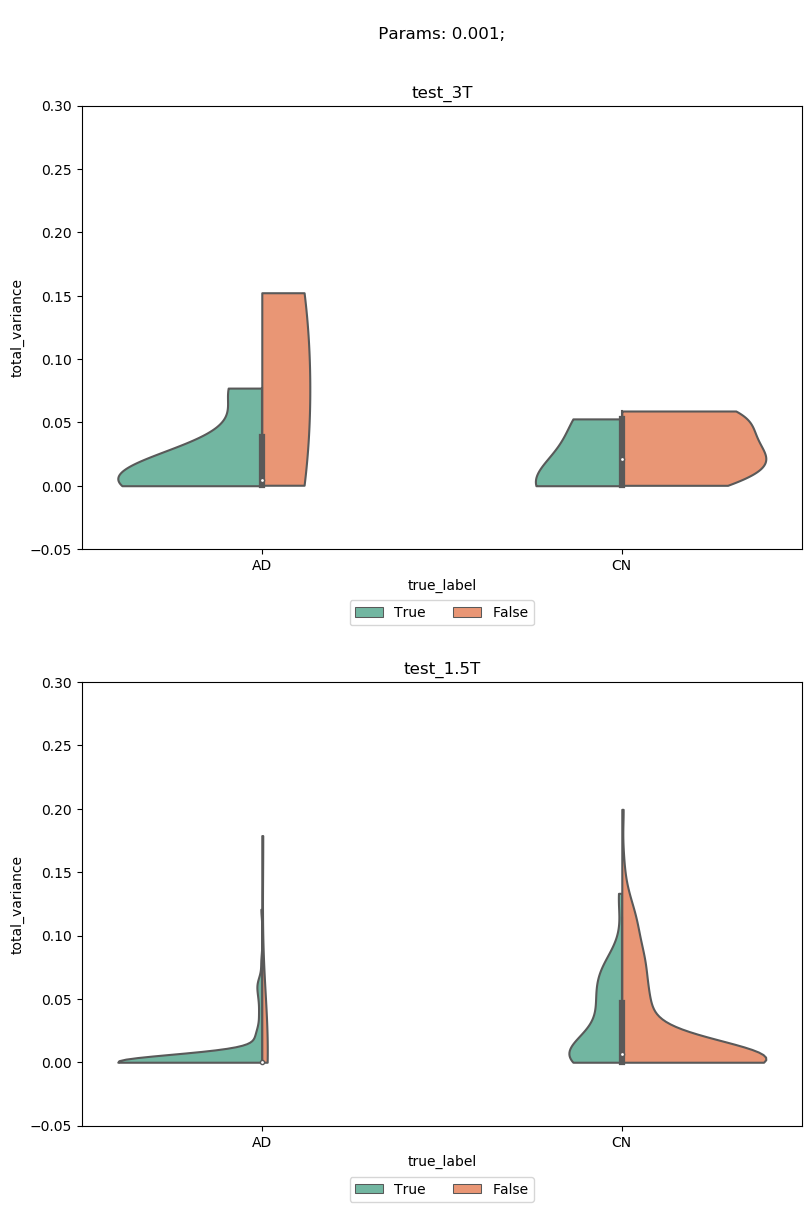 Params: 0.001;
test_3T
0.30
0.25
0.20
0.15
0.10
0.05
0.00
−0.05
total_variance
AD CN
true_label
True False
test_1.5T
0.30
0.25
0.20
0.15
0.10
0.05
0.00
−0.05
total_variance
AD CN
true_label
True False